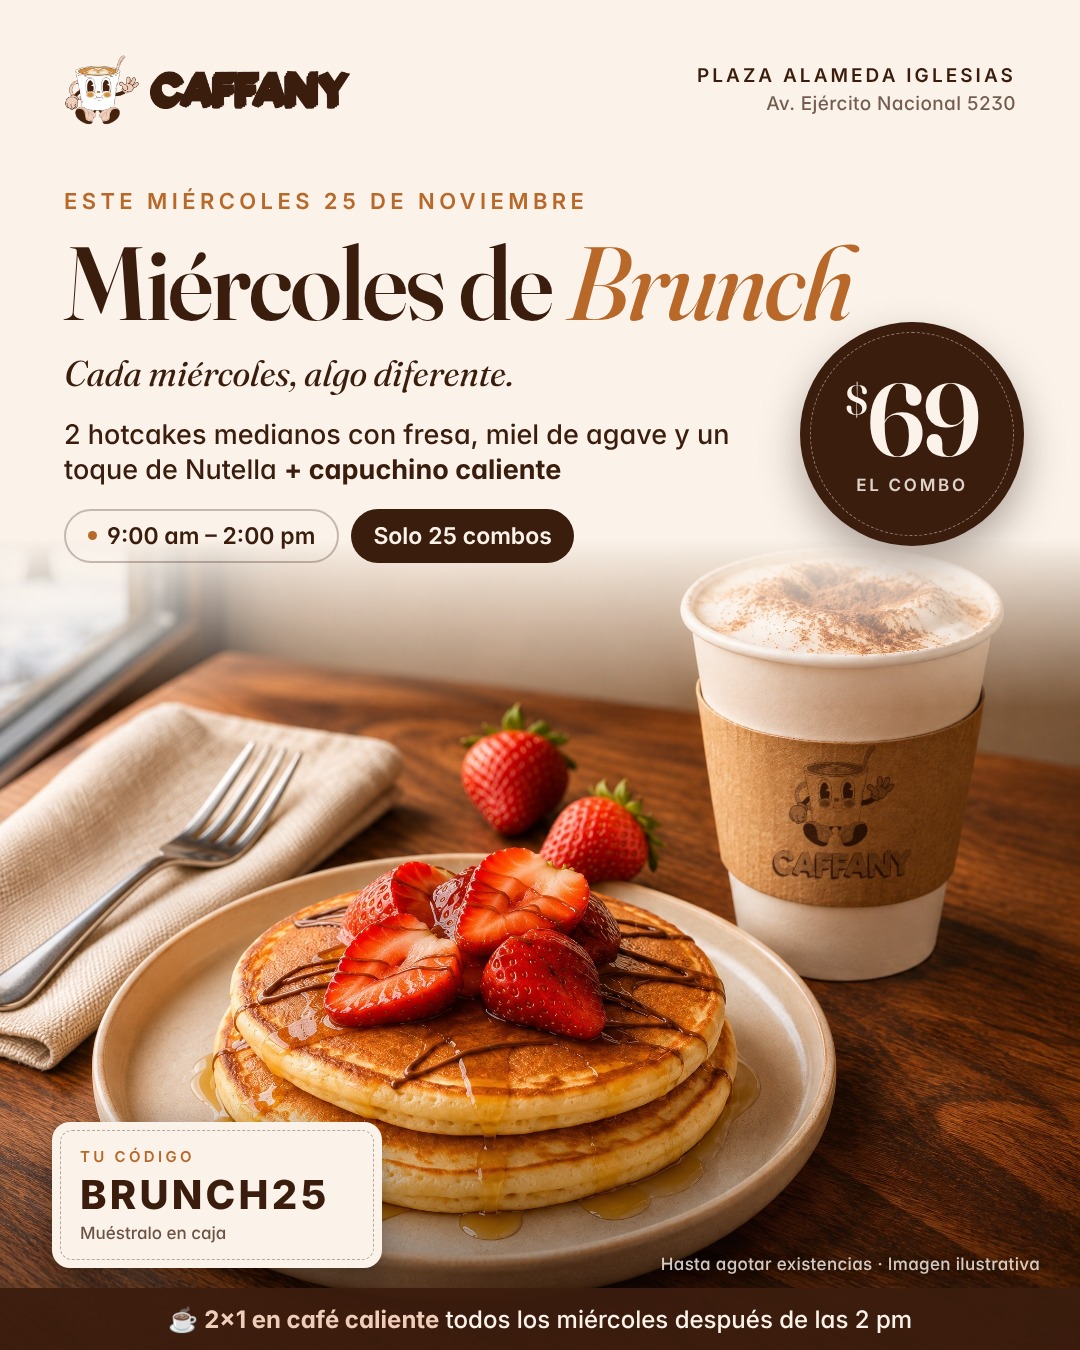 CAFFANY
PLAZA ALAMEDA IGLESIAS
Av. Ejército Nacional 5230
ESTE MIÉRCOLES 25 DE NOVIEMBRE
Miércoles de Brunch
Cada miércoles, algo diferente.
2 hotcakes medianos con fresa, miel de agave y un
toque de Nutella + capuchino caliente
$69
EL COMBO
9:00 am – 2:00 pm
Solo 25 combos
CAFFANY
TU CÓDIGO
BRUNCH25
Muéstralo en caja
Hasta agotar existencias · Imagen ilustrativa
☕ 2×1 en café caliente todos los miércoles después de las 2 pm